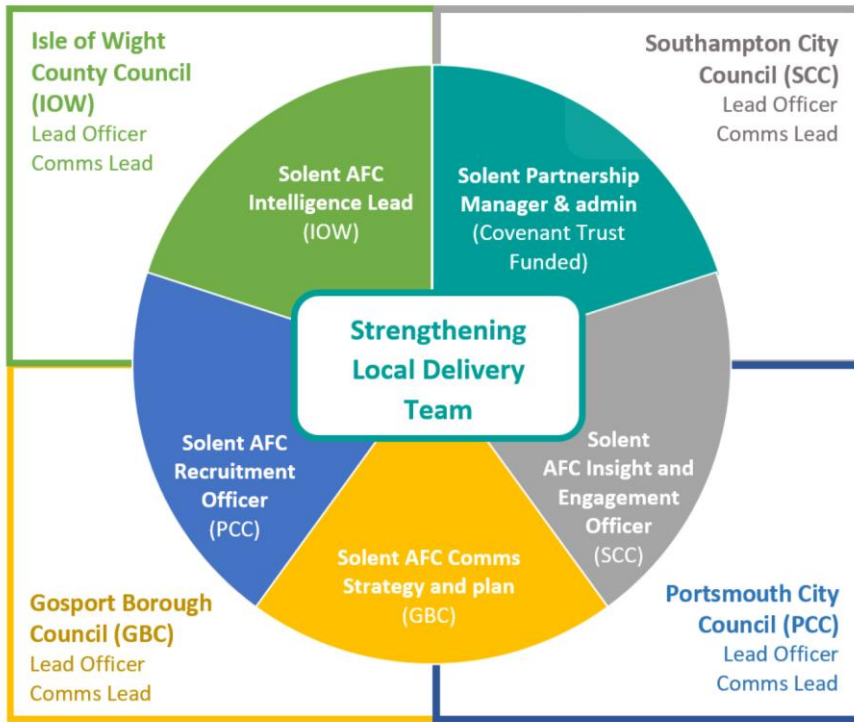 Isle of Wight
County Council
(IOW)
Lead Officer
Comms Lead
Southampton City
Council (SCC)
Lead Officer
Comms Lead
Solent AFC
Intelligence Lead
(IOW)
Solent Partnership
Manager & admin
(Covenant Trust
Funded)
Strengthening
Local Delivery
Team
Solent AFC
Recruitment
Officer
(PCC)
Solent
AFC Insight and
Engagement
Officer
(SCC)
Solent AFC Comms
Strategy and plan
(GBC)
Gosport Borough
Council (GBC)
Lead Officer
Comms Lead
Portsmouth City
Council (PCC)
Lead Officer
Comms Lead